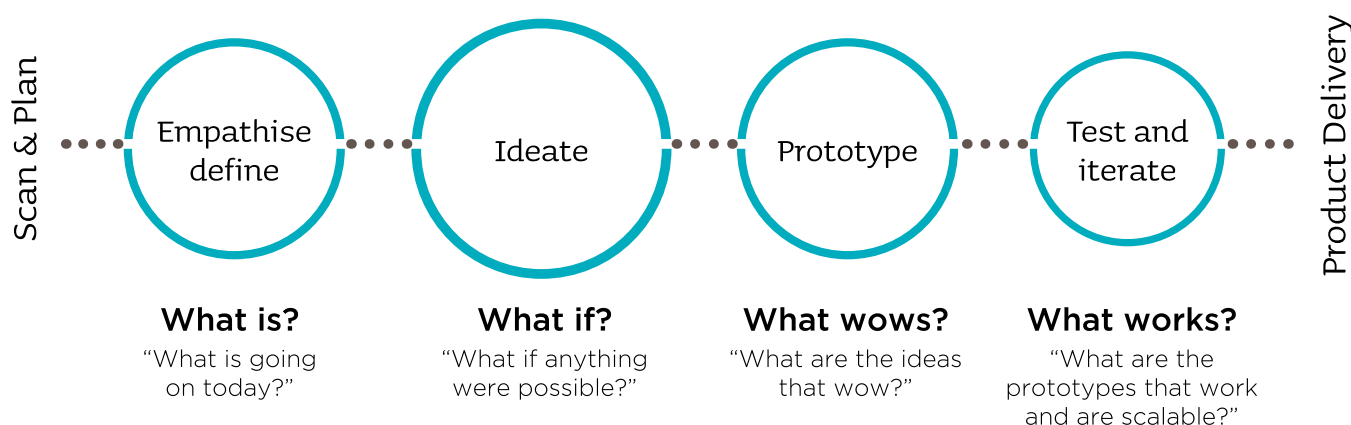 Scan & Plan
Empathise
define
Ideate
Prototype
Test and
iterate
Product Delivery
What is?
“What is going
on today?”
What if?
“What if anything
were possible?”
What wows?
“What are the ideas
that wow?”
What works?
“What are the
prototypes that work
and are scalable?”